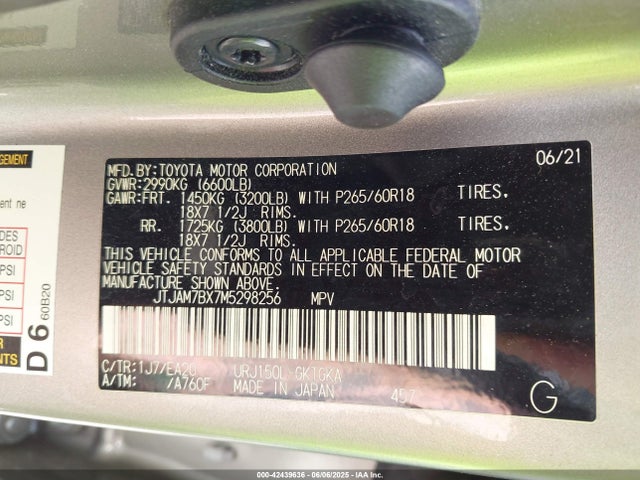 MFD.BY:TOYOTA MOTOR CORPORATION 06/21
GVWR:2990KG (6600LB)
GAWR:FRT. 1450KG (3200LB) WITH P265/60R18 TIRES.
18X7 1/2J RIMS.
RR. 1725KG (3800LB) WITH P265/60R18 TIRES.
18X7 1/2J RIMS.
THIS VEHICLE CONFORMS TO ALL APPLICABLE FEDERAL MOTOR
VEHICLE SAFETY STANDARDS IN EFFECT ON THE DATE OF
MANUFACTURE SHOWN ABOVE.
JTJAM7BX7M5298256 MPV
C/TR:1J7/EA20 URJ150L-GKTGKA
A/TM: /A760F MADE IN JAPAN 457
G
PSI
PSI
PSI
D6
60B20
000-42439636 - 06/06/2025 - IAA Inc.